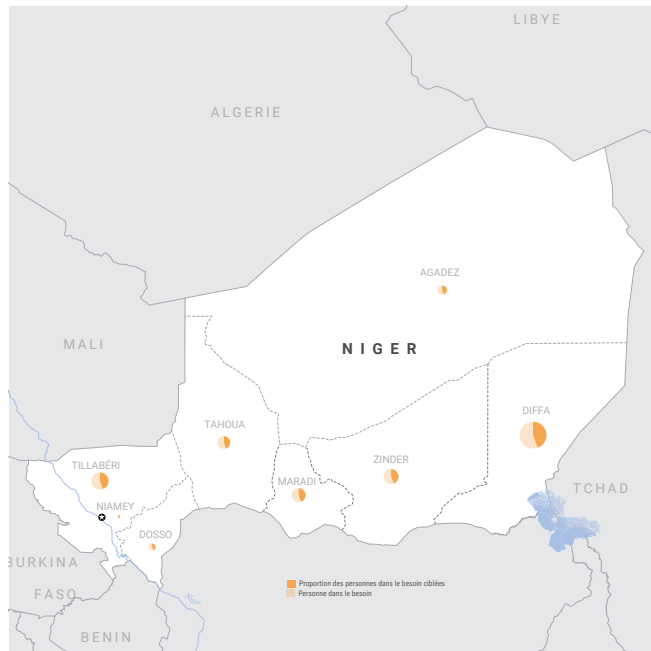 LIBYE
ALGERIE
AGADEZ
MALI
NIGER
DIFFA
TAHOUA
ZINDER
TILLABÉRI
MARADI
TCHAD
NIAMEY
DOSSO
BURKINA
FASO
Proportion des personnes dans le besoin ciblées
Personne dans le besoin
Niger
BENIN